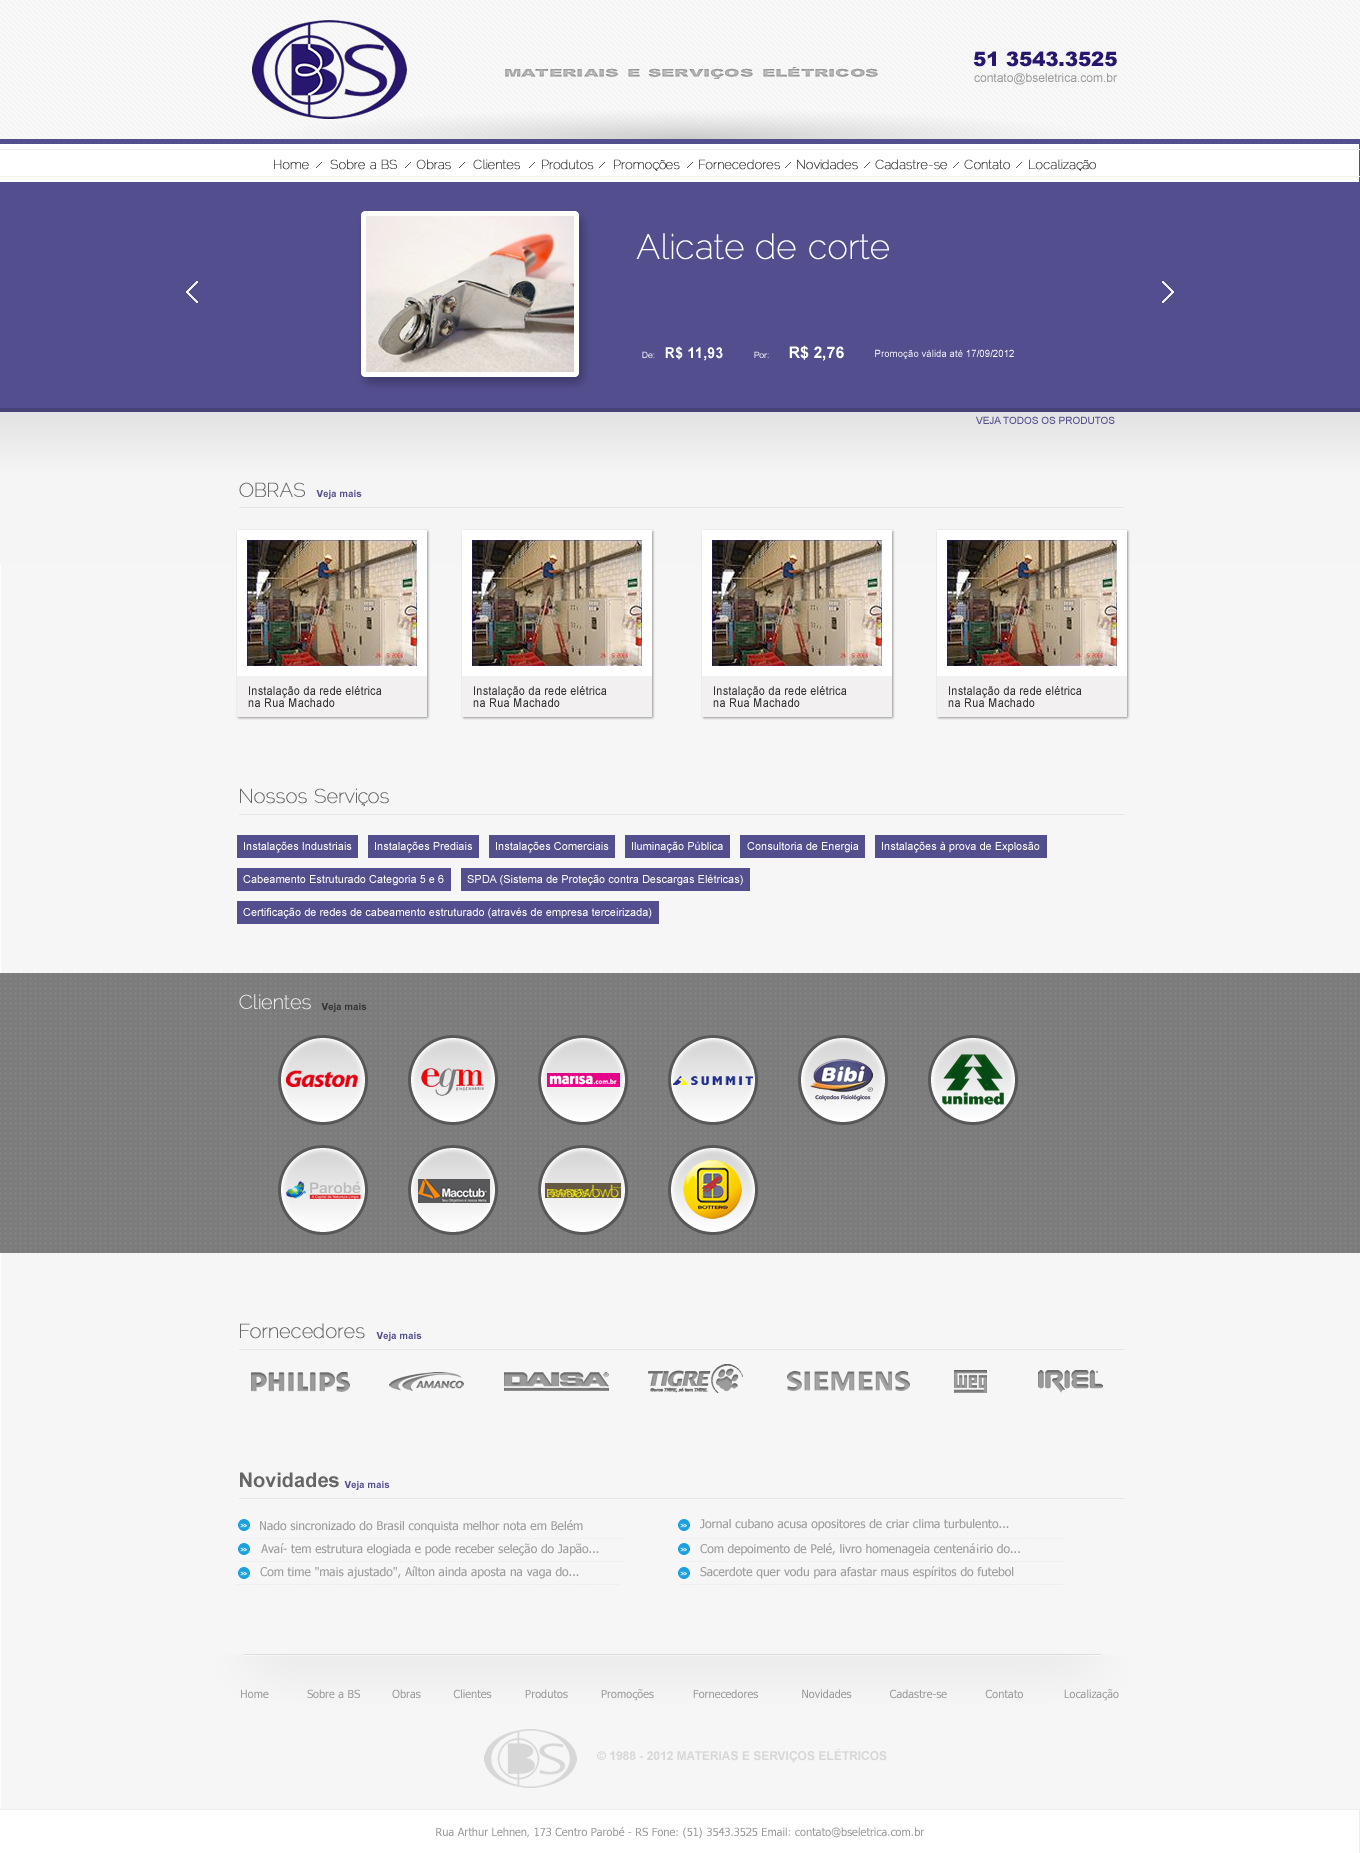 BS
MATERIAIS E SERVIÇOS ELÉTRICOS
51 3543.3525
contato@bseletrica.com.br
Home / Sobre a BS / Obras / Clientes / Produtos / Promoções / Fornecedores / Novidades / Cadastre-se / Contato / Localização
Alicate de corte
De: R$ 11,93 Por: R$ 2,76 Promoção válida até 17/09/2012
VEJA TODOS OS PRODUTOS
OBRAS Veja mais
Instalação da rede elétrica
na Rua Machado
Instalação da rede elétrica
na Rua Machado
Instalação da rede elétrica
na Rua Machado
Instalação da rede elétrica
na Rua Machado
Nossos Serviços
Instalações Industriais Instalações Prediais Instalações Comerciais Iluminação Pública Consultoria de Energia Instalações à prova de Explosão
Cabeamento Estruturado Categoria 5 e 6 SPDA (Sistema de Proteção contra Descargas Elétricas)
Certificação de redes de cabeamento estruturado (através de empresa terceirizada)
Clientes Veja mais
Gaston
egm
ENGENHARIA
marisa.com.br
SUMMIT
Bibi
Calçados Fisiológicos
unimed
Parobé
Macctub
bwb
B
BOTTERO
Fornecedores Veja mais
PHILIPS AMANCO DAISA TIGRE SIEMENS WEG IRIEL
Novidades Veja mais
Nado sincronizado do Brasil conquista melhor nota em Belém
Avaí- tem estrutura elogiada e pode receber seleção do Japão...
Com time "mais ajustado", Aílton ainda aposta na vaga do...
Jornal cubano acusa opositores de criar clima turbulento...
Com depoimento de Pelé, livro homenageia centenáirio do...
Sacerdote quer vodu para afastar maus espíritos do futebol
Home Sobre a BS Obras Clientes Produtos Promoções Fornecedores Novidades Cadastre-se Contato Localização
BS
© 1988 - 2012 MATERIAS E SERVIÇOS ELÉTRICOS
Rua Arthur Lehnen, 173 Centro Parobé - RS Fone: (51) 3543.3525 Email: contato@bseletrica.com.br